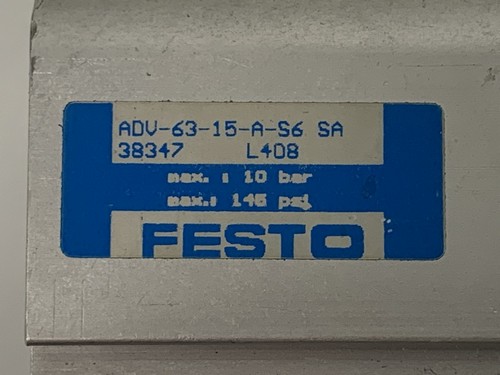 ADV-63-15-A-S6 SA
38347 L408
max. : 10 bar
max.: 145 psi
FESTO